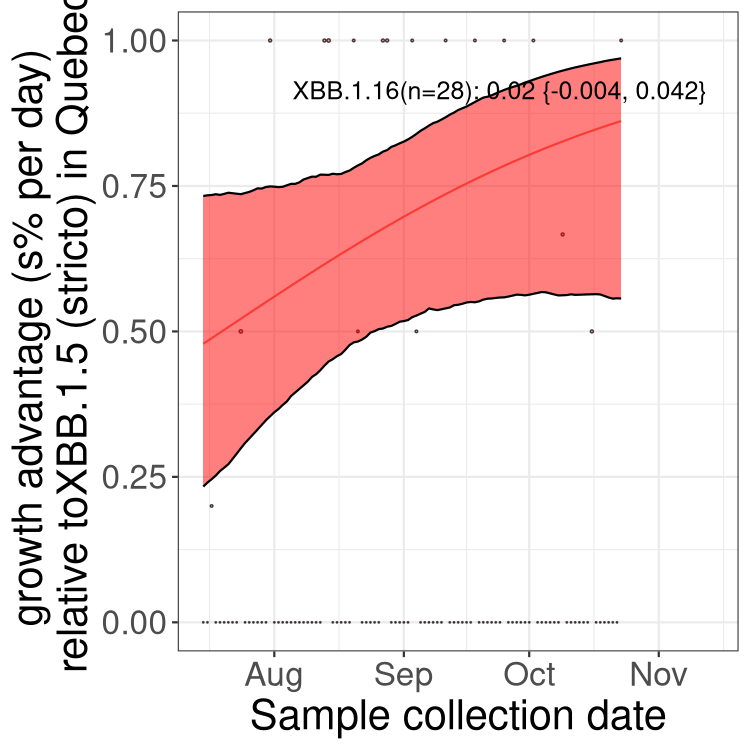 growth advantage (s% per day)
relative toXBB.1.5 (stricto) in Quebec
1.00
0.75
0.50
0.25
0.00
XBB.1.16(n=28): 0.02 {-0.004, 0.042}
Aug Sep Oct Nov
Sample collection date